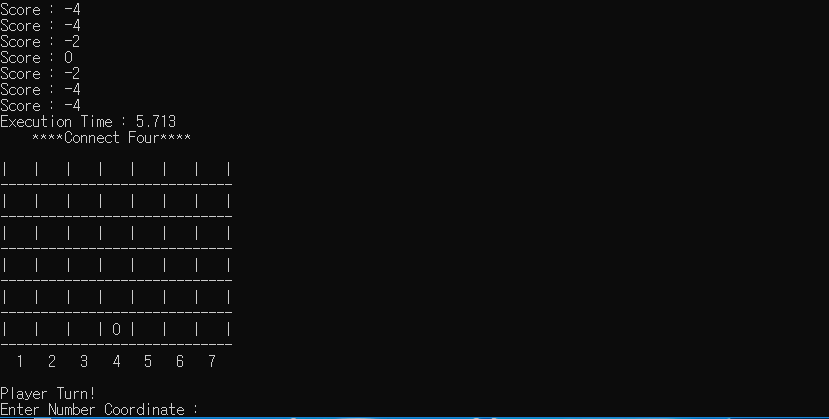 Score : -4
Score : -4
Score : -2
Score : 0
Score : -2
Score : -4
Score : -4
Execution Time : 5.713
****Connect Four****
|   |   |   |   |   |   |   |
-----------------------------
|   |   |   |   |   |   |   |
-----------------------------
|   |   |   |   |   |   |   |
-----------------------------
|   |   |   |   |   |   |   |
-----------------------------
|   |   |   |   |   |   |   |
-----------------------------
|   |   |   | O |   |   |   |
-----------------------------
1 2 3 4 5 6 7
Player Turn!
Enter Number Coordinate :